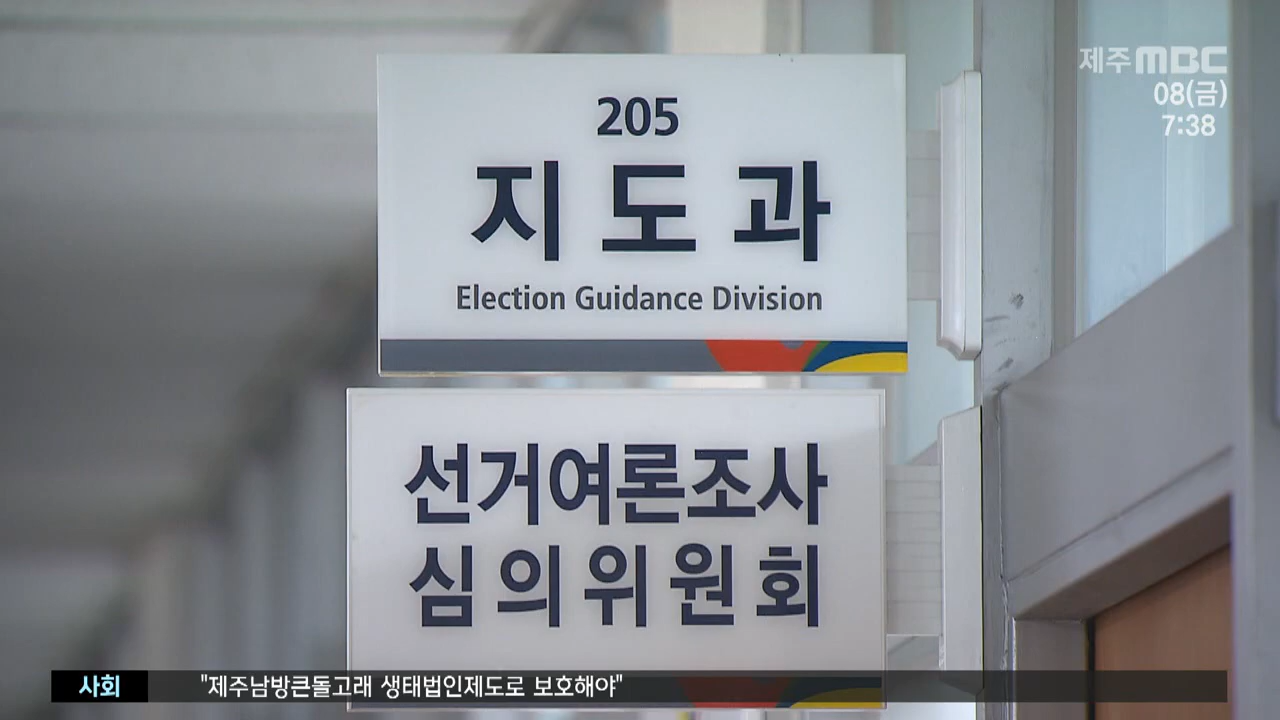 제주MBC
08(금)
7:38
205
지도과
Election Guidance Division
선거여론조사
심의위원회
사회
"제주남방큰돌고래 생태법인제도로 보호해야"